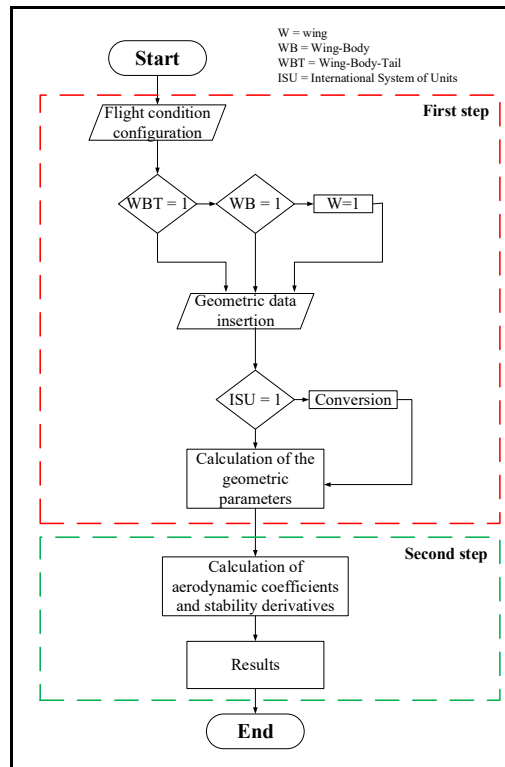 Start
W = wing
WB = Wing-Body
WBT = Wing-Body-Tail
ISU = International System of Units
First step
Flight condition
configuration
WBT = 1
WB = 1
W=1
Geometric data
insertion
ISU = 1
Conversion
Calculation of the
geometric
parameters
Second step
Calculation of
aerodynamic coefficients
and stability derivatives
Results
End